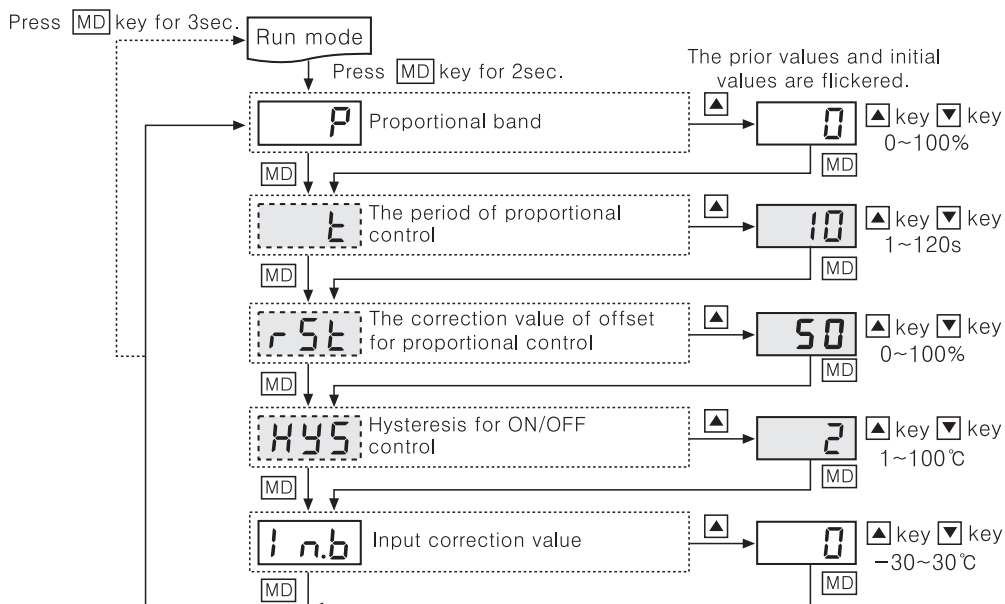 Press MD key for 3sec.
Run mode
Press MD key for 2sec.
The prior values and initial
values are flickered.
P
Proportional band
▲
0
▲ key ▼ key
0~100%
MD
MD
t
The period of proportional
control
▲
10
▲ key ▼ key
1~120s
MD
MD
rSt
The correction value of offset
for proportional control
▲
50
▲ key ▼ key
0~100%
MD
MD
HYS
Hysteresis for ON/OFF
control
▲
2
▲ key ▼ key
1~100℃
MD
MD
In.b
Input correction value
▲
0
▲ key ▼ key
−30~30℃
MD
MD